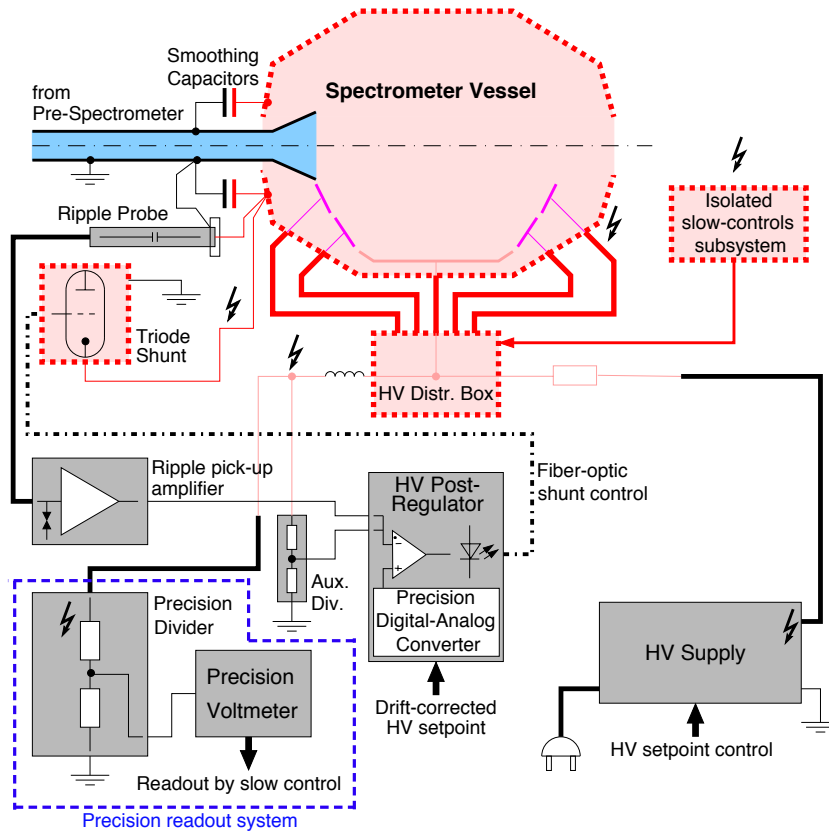 Smoothing
Capacitors
from
Pre-Spectrometer
Spectrometer Vessel
Ripple Probe
Isolated
slow-controls
subsystem
Triode
Shunt
HV Distr. Box
Ripple pick-up
amplifier
HV Post-
Regulator
Fiber-optic
shunt control
Aux.
Div.
Precision
Digital-Analog
Converter
Precision
Divider
Precision
Voltmeter
HV Supply
Drift-corrected
HV setpoint
HV setpoint control
Readout by slow control
Precision readout system